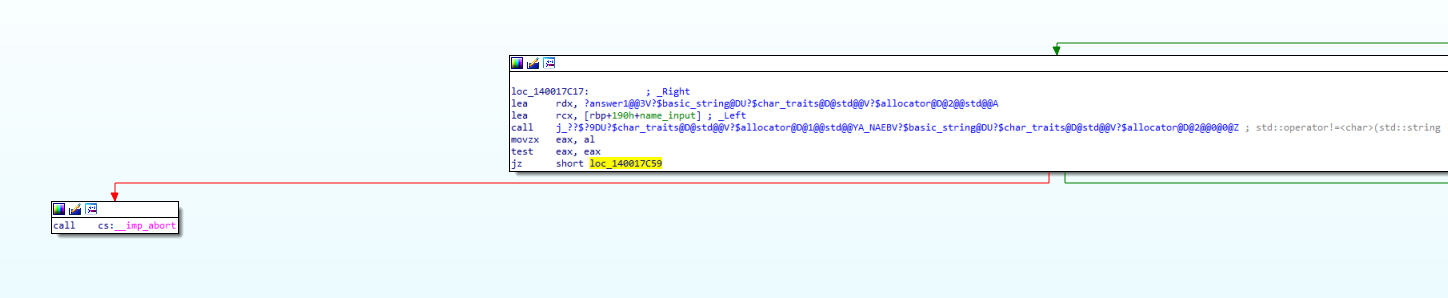 loc_140017C17: ; _Right
lea rdx, ?answer1@@3V?$basic_string@DU?$char_traits@D@std@@V?$allocator@D@2@@std@@A
lea rcx, [rbp+190h+name_input] ; _Left
call j_??$?9DU?$char_traits@D@std@@V?$allocator@D@1@@std@@YA_NAEBV?$basic_string@DU?$char_traits@D@std@@V?$allocator@D@2@@0@0@Z ; std::operator!=<char>(std::string
movzx eax, al
test eax, eax
jz short loc_140017C59
call cs:__imp_abort